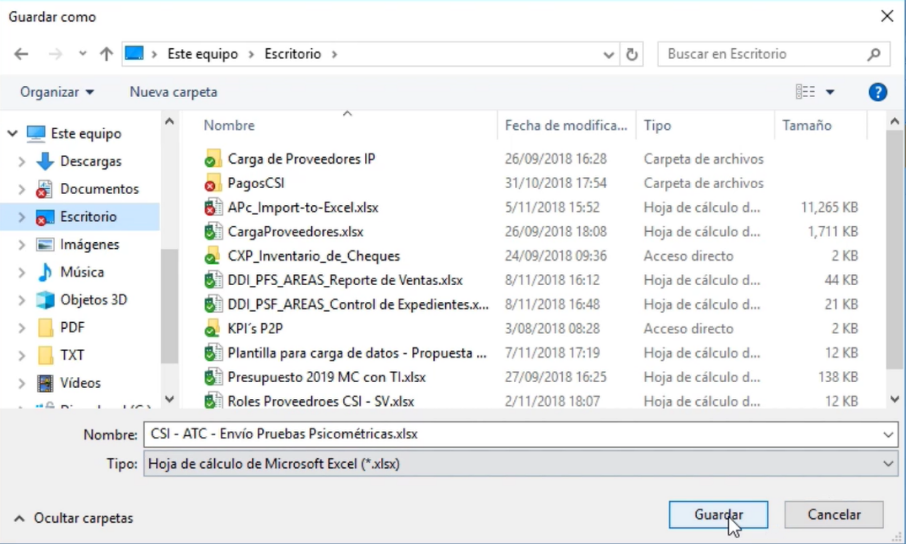 Guardar como
Este equipo > Escritorio >
Buscar en Escritorio
Organizar
Nueva carpeta
Este equipo
Descargas
Documentos
Escritorio
Imágenes
Música
Objetos 3D
PDF
TXT
Vídeos
Nombre Fecha de modifica... Tipo Tamaño
Carga de Proveedores IP 26/09/2018 16:28 Carpeta de archivos
PagosCSI 31/10/2018 17:54 Carpeta de archivos
APc_Import-to-Excel.xlsx 5/11/2018 15:52 Hoja de cálculo d... 11,265 KB
CargaProveedores.xlsx 26/09/2018 18:08 Hoja de cálculo d... 1,711 KB
CXP_Inventario_de_Cheques 24/09/2018 09:36 Acceso directo 2 KB
DDI_PFS_AREAS_Reporte de Ventas.xlsx 8/11/2018 16:12 Hoja de cálculo d... 44 KB
DDI_PSF_AREAS_Control de Expedientes.x... 8/11/2018 16:48 Hoja de cálculo d... 21 KB
KPI´s P2P 3/08/2018 08:28 Acceso directo 2 KB
Plantilla para carga de datos - Propuesta ... 7/11/2018 17:19 Hoja de cálculo d... 12 KB
Presupuesto 2019 MC con TI.xlsx 27/09/2018 16:25 Hoja de cálculo d... 138 KB
Roles Proveedroes CSI - SV.xlsx 2/11/2018 18:07 Hoja de cálculo d... 12 KB
Nombre: CSI - ATC - Envío Pruebas Psicométricas.xlsx
Tipo: Hoja de cálculo de Microsoft Excel (*.xlsx)
Ocultar carpetas
Guardar
Cancelar